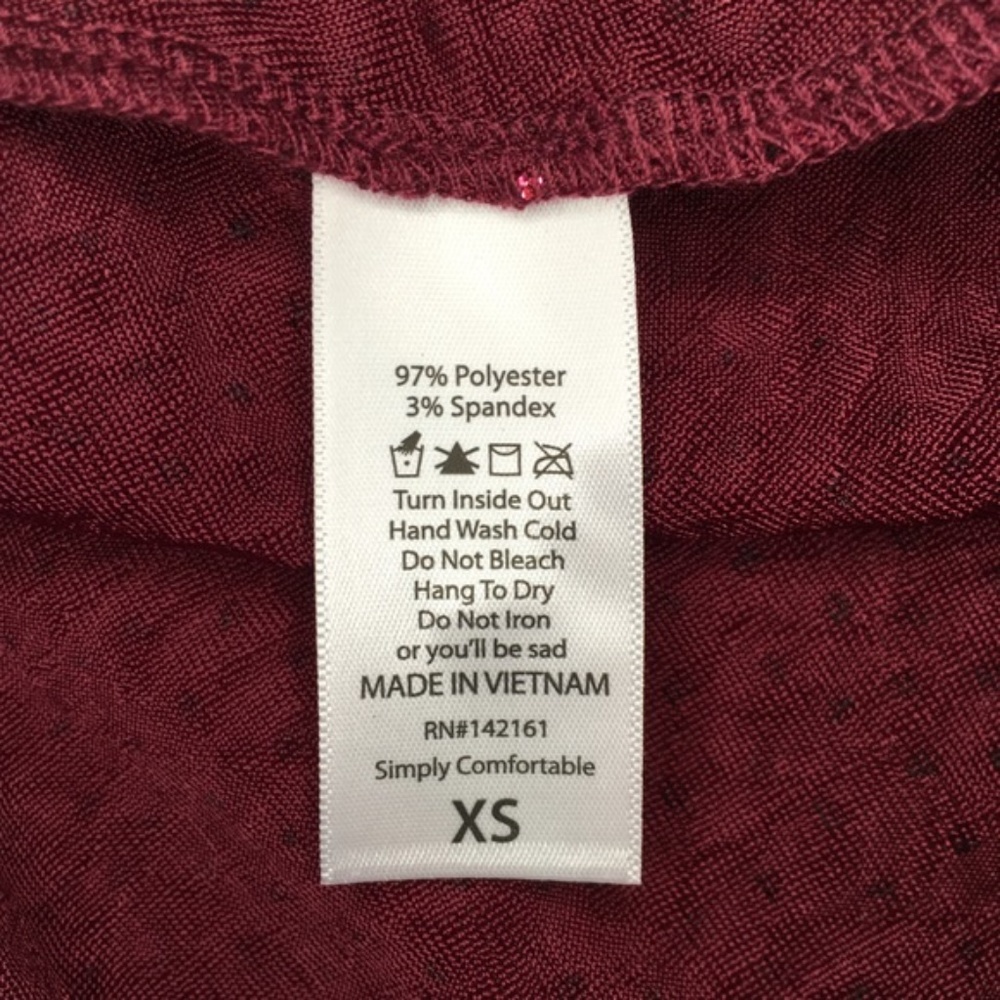 97% Polyester
3% Spandex
Turn Inside Out
Hand Wash Cold
Do Not Bleach
Hang To Dry
Do Not Iron
or you'll be sad
MADE IN VIETNAM
RN#142161
Simply Comfortable
XS